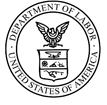 DEPARTMENT OF LABOR
UNITED STATES OF AMERICA